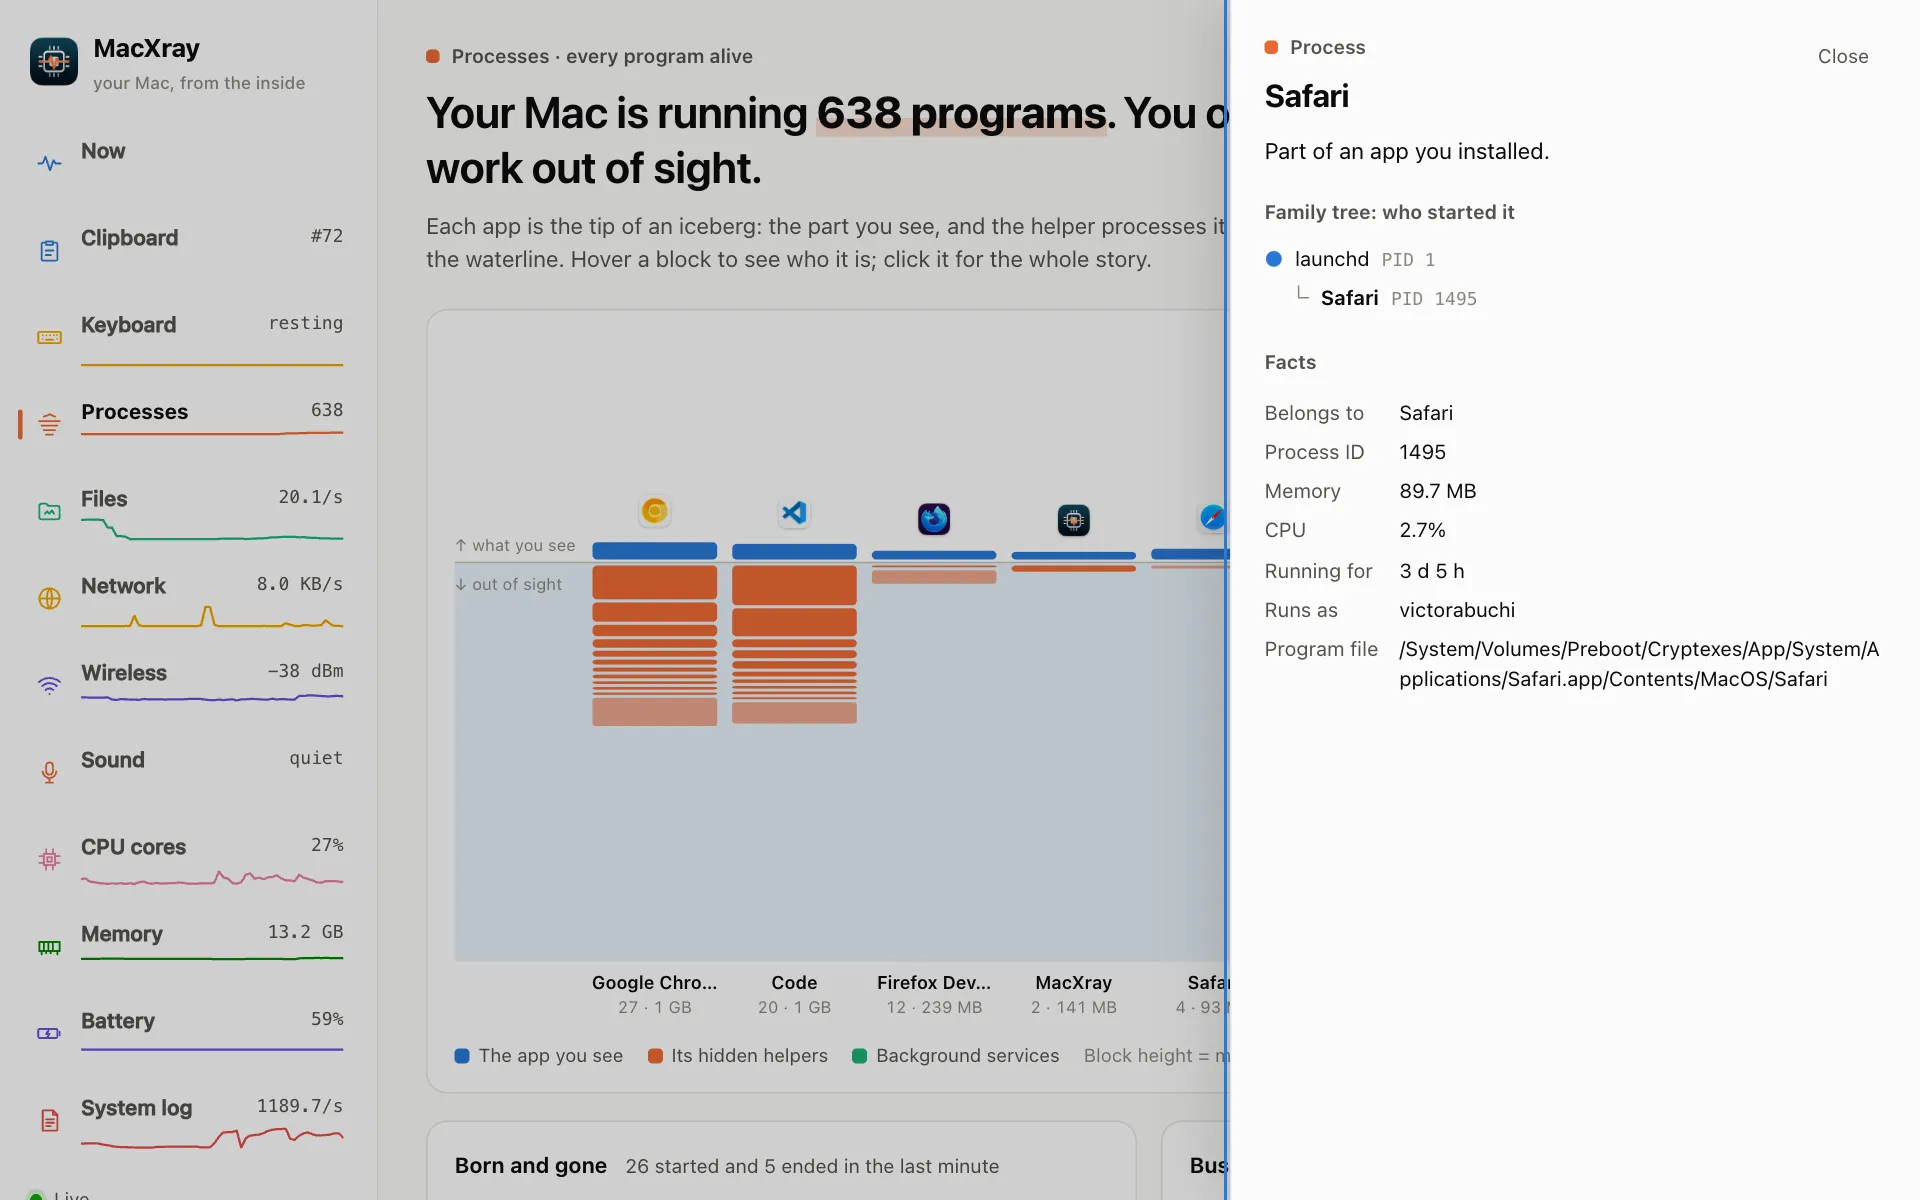 MacXray
your Mac, from the inside
Now
Clipboard #72
Keyboard resting
Processes 638
Files 20.1/s
Network 8.0 KB/s
Wireless −38 dBm
Sound quiet
CPU cores 27%
Memory 13.2 GB
Battery 59%
System log 1189.7/s
Live
Processes · every program alive
Your Mac is running 638 programs. You o
work out of sight.
Each app is the tip of an iceberg: the part you see, and the helper processes it
the waterline. Hover a block to see who it is; click it for the whole story.
↑ what you see
↓ out of sight
Google Chro... Code Firefox Dev... MacXray Safar
27 · 1 GB 20 · 1 GB 12 · 239 MB 2 · 141 MB 4 · 93 M
The app you see Its hidden helpers Background services Block height = m
Born and gone 26 started and 5 ended in the last minute
Bus
Process
Close
Safari
Part of an app you installed.
Family tree: who started it
launchd PID 1
└ Safari PID 1495
Facts
Belongs to Safari
Process ID 1495
Memory 89.7 MB
CPU 2.7%
Running for 3 d 5 h
Runs as victorabuchi
Program file /System/Volumes/Preboot/Cryptexes/App/System/A
pplications/Safari.app/Contents/MacOS/Safari